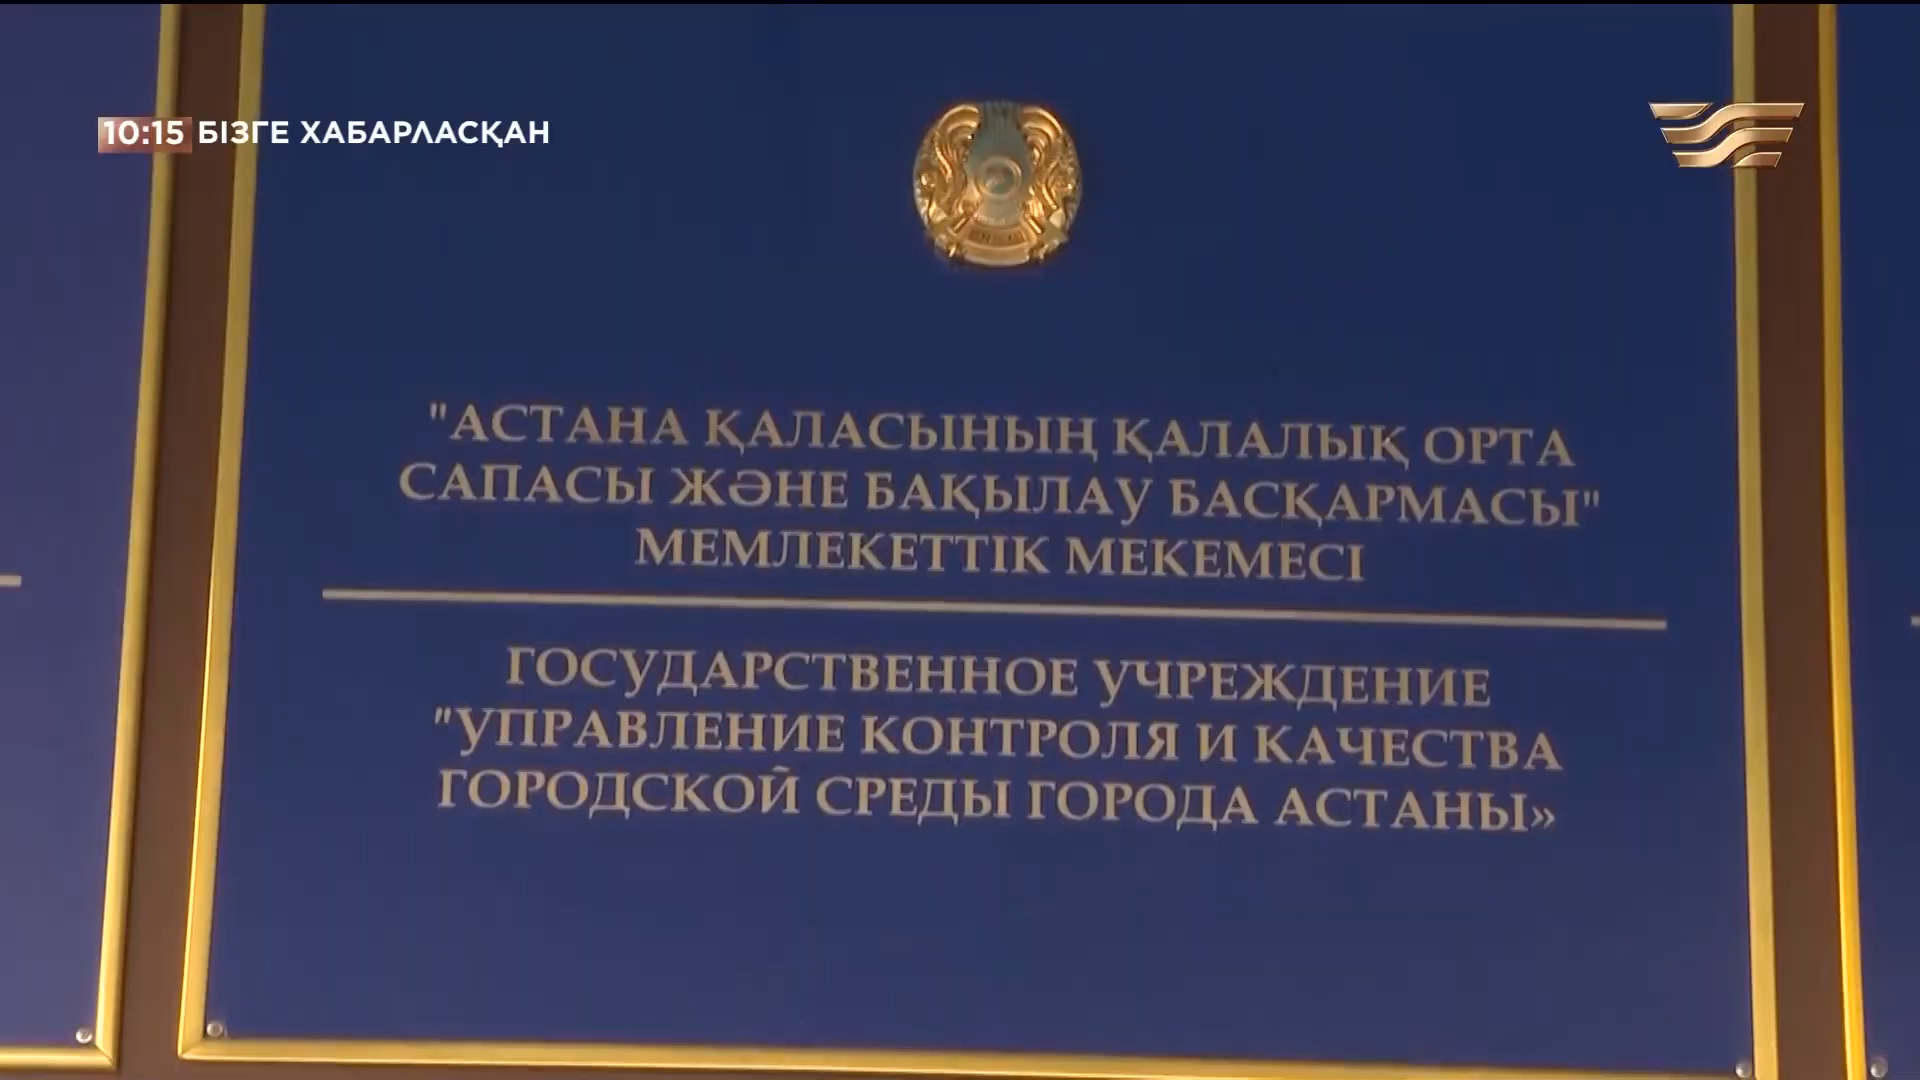 10:15 БІЗГЕ ХАБАРЛАСҚАН
"АСТАНА ҚАЛАСЫНЫҢ ҚАЛАЛЫҚ ОРТА
САПАСЫ ЖӘНЕ БАҚЫЛАУ БАСҚАРМАСЫ"
МЕМЛЕКЕТТІК МЕКЕМЕСІ
ГОСУДАРСТВЕННОЕ УЧРЕЖДЕНИЕ
"УПРАВЛЕНИЕ КОНТРОЛЯ И КАЧЕСТВА
ГОРОДСКОЙ СРЕДЫ ГОРОДА АСТАНЫ»